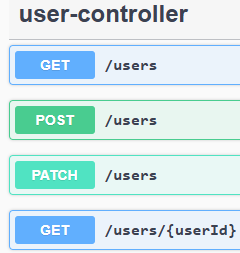 user-controller
GET /users
POST /users
PATCH /users
GET /users/{userId}